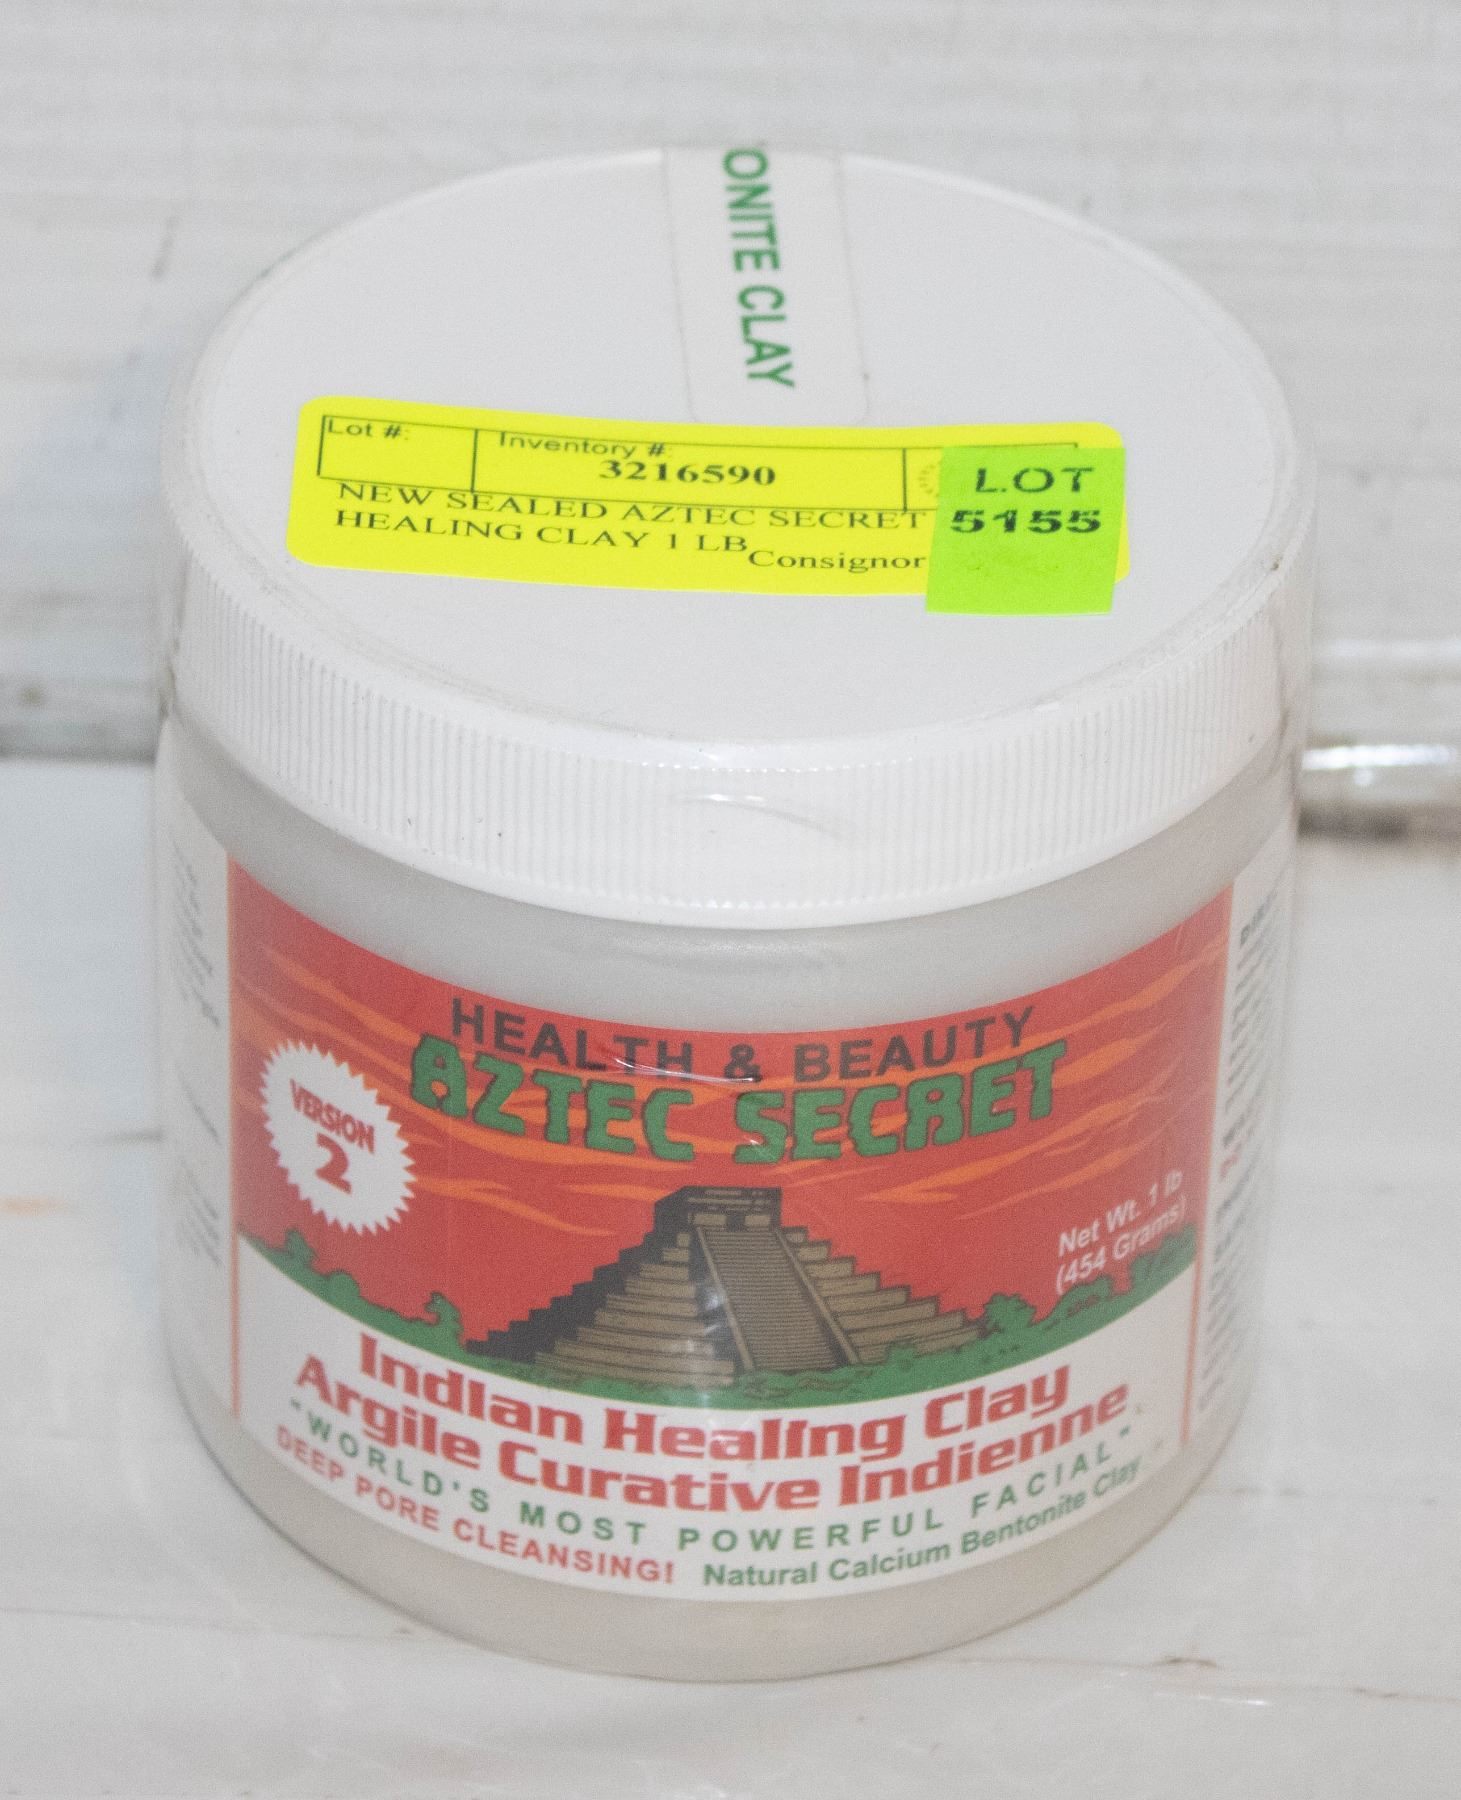 ONITE CLAY
Lot #:
Inventory #:
3216590
LOT
5155
NEW SEALED AZTEC SECRET
HEALING CLAY 1 LB
Consignor
HEALTH & BEAUTY
AZTEC SECRET
VERSION
2
Net Wt. 1 lb
(454 Grams)
Indian Healing Clay
Argile Curative Indienne
"WORLD'S MOST POWERFUL FACIAL"
DEEP PORE CLEANSING! Natural Calcium Bentonite Clay